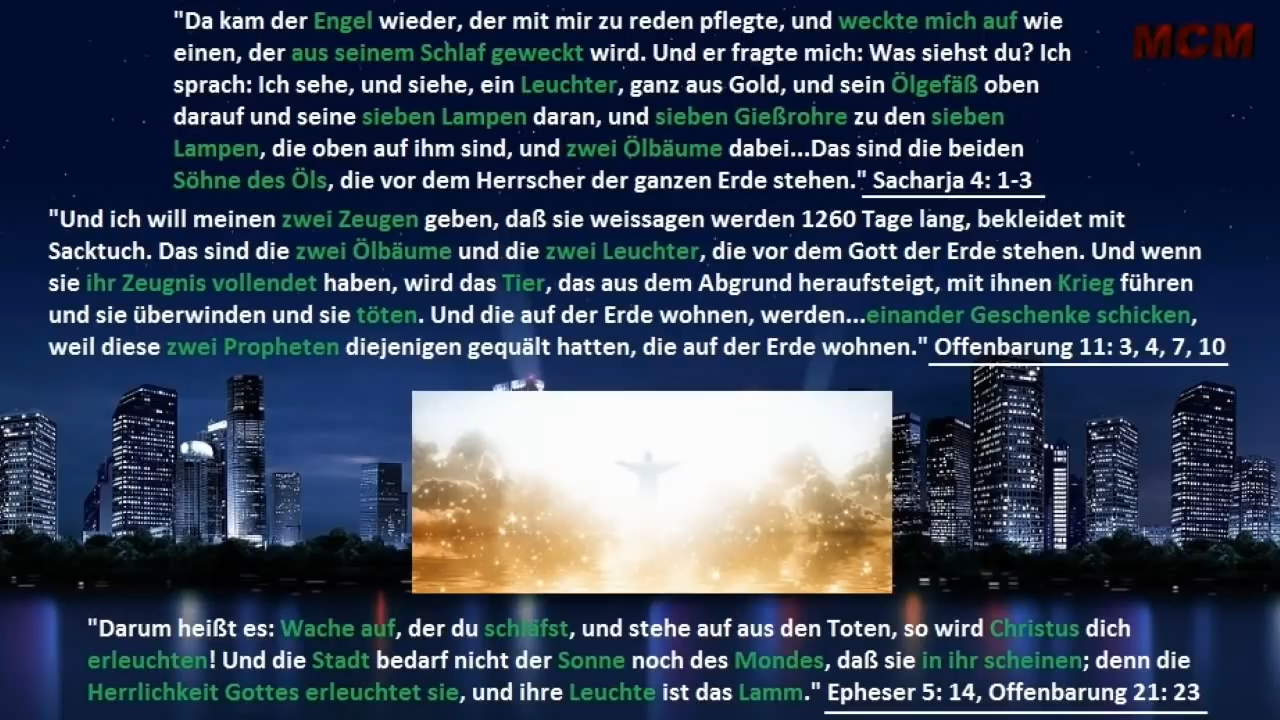 "Da kam der Engel wieder, der mit mir zu reden pflegte, und weckte mich auf wie
MCM
einen, der aus seinem Schlaf geweckt wird. Und er fragte mich: Was siehst du? Ich
sprach: Ich sehe, und siehe, ein Leuchter, ganz aus Gold, und sein Ölgefäß oben
darauf und seine sieben Lampen daran, und sieben Gießrohre zu den sieben
Lampen, die oben auf ihm sind, und zwei Ölbäume dabei...Das sind die beiden
Söhne des Öls, die vor dem Herrscher der ganzen Erde stehen." Sacharja 4: 1-3
"Und ich will meinen zwei Zeugen geben, daß sie weissagen werden 1260 Tage lang, bekleidet mit
Sacktuch. Das sind die zwei Ölbäume und die zwei Leuchter, die vor dem Gott der Erde stehen. Und wenn
sie ihr Zeugnis vollendet haben, wird das Tier, das aus dem Abgrund heraufsteigt, mit ihnen Krieg führen
und sie überwinden und sie töten. Und die auf der Erde wohnen, werden...einander Geschenke schicken,
weil diese zwei Propheten diejenigen gequält hatten, die auf der Erde wohnen." Offenbarung 11: 3, 4, 7, 10
"Darum heißt es: Wache auf, der du schläfst, und stehe auf aus den Toten, so wird Christus dich
erleuchten! Und die Stadt bedarf nicht der Sonne noch des Mondes, daß sie in ihr scheinen; denn die
Herrlichkeit Gottes erleuchtet sie, und ihre Leuchte ist das Lamm." Epheser 5: 14, Offenbarung 21: 23